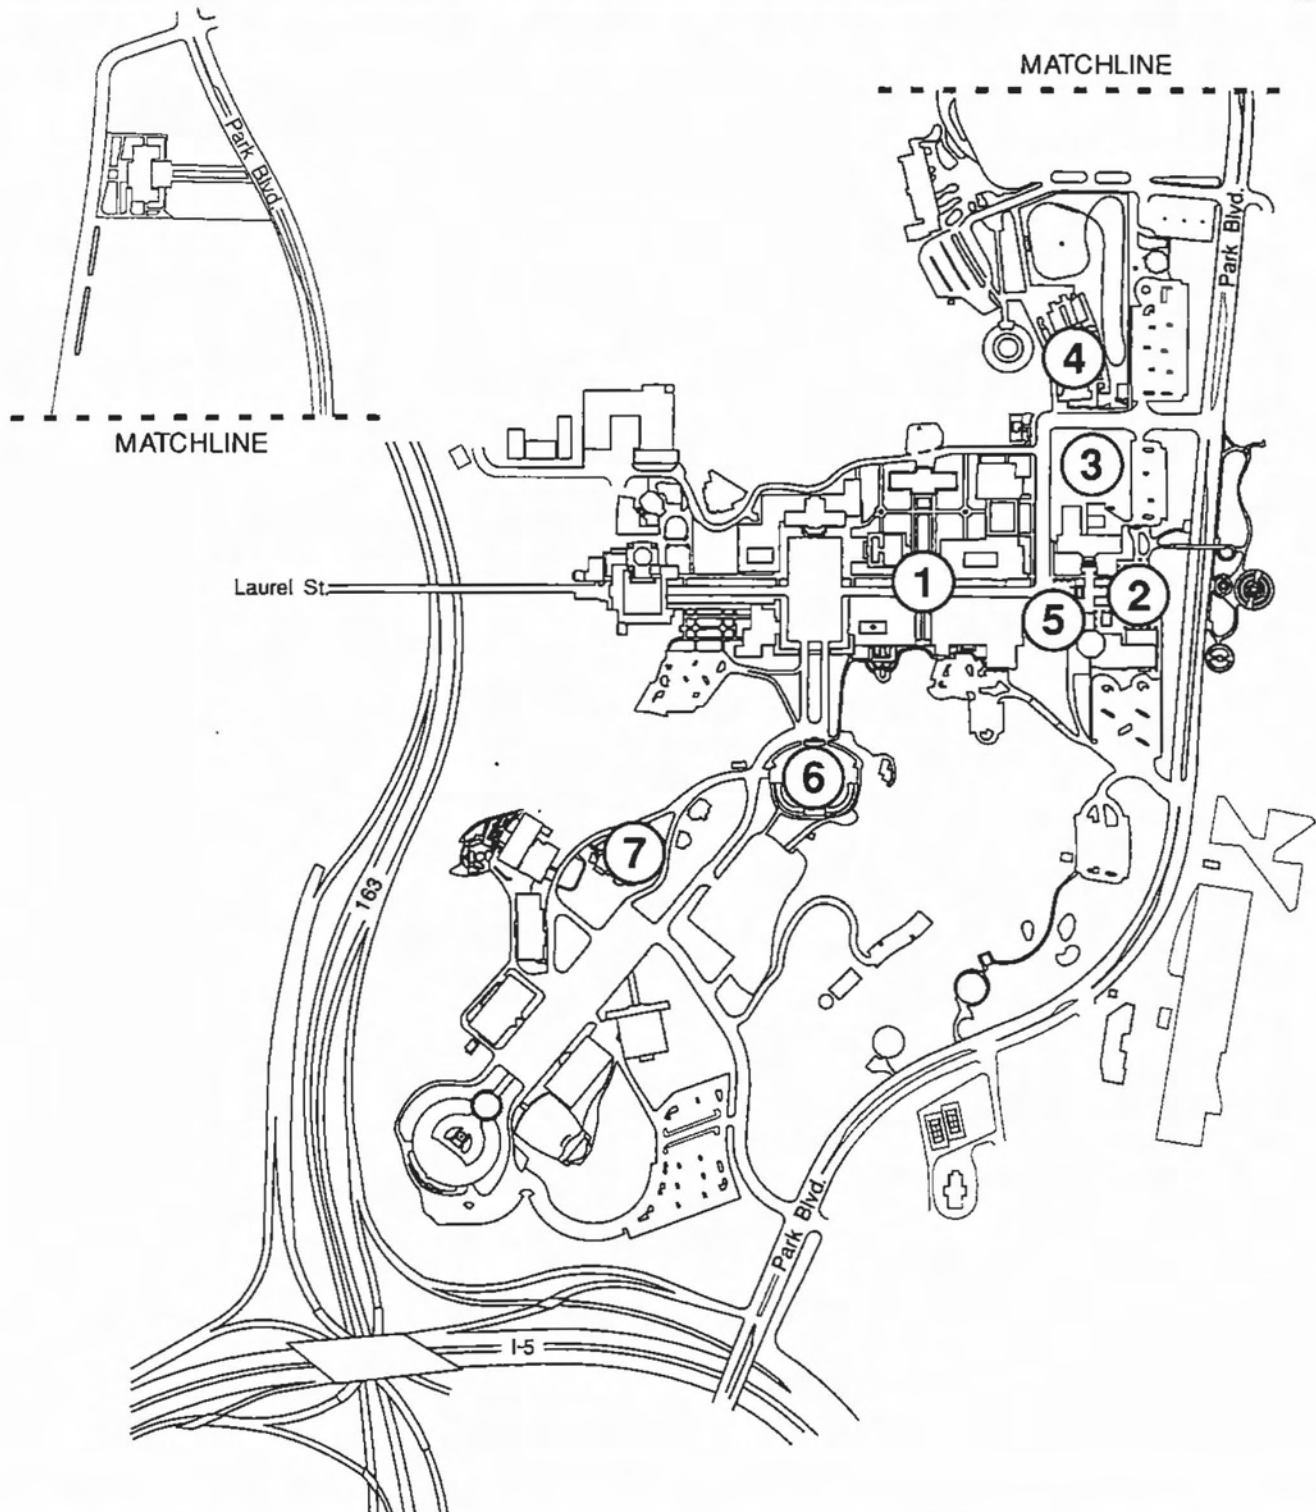 MATCHLINE
Park Blvd.
Park Blvd.
4
MATCHLINE
3
Laurel St.
1
2
5
6
7
163
Park Blvd.
I-5